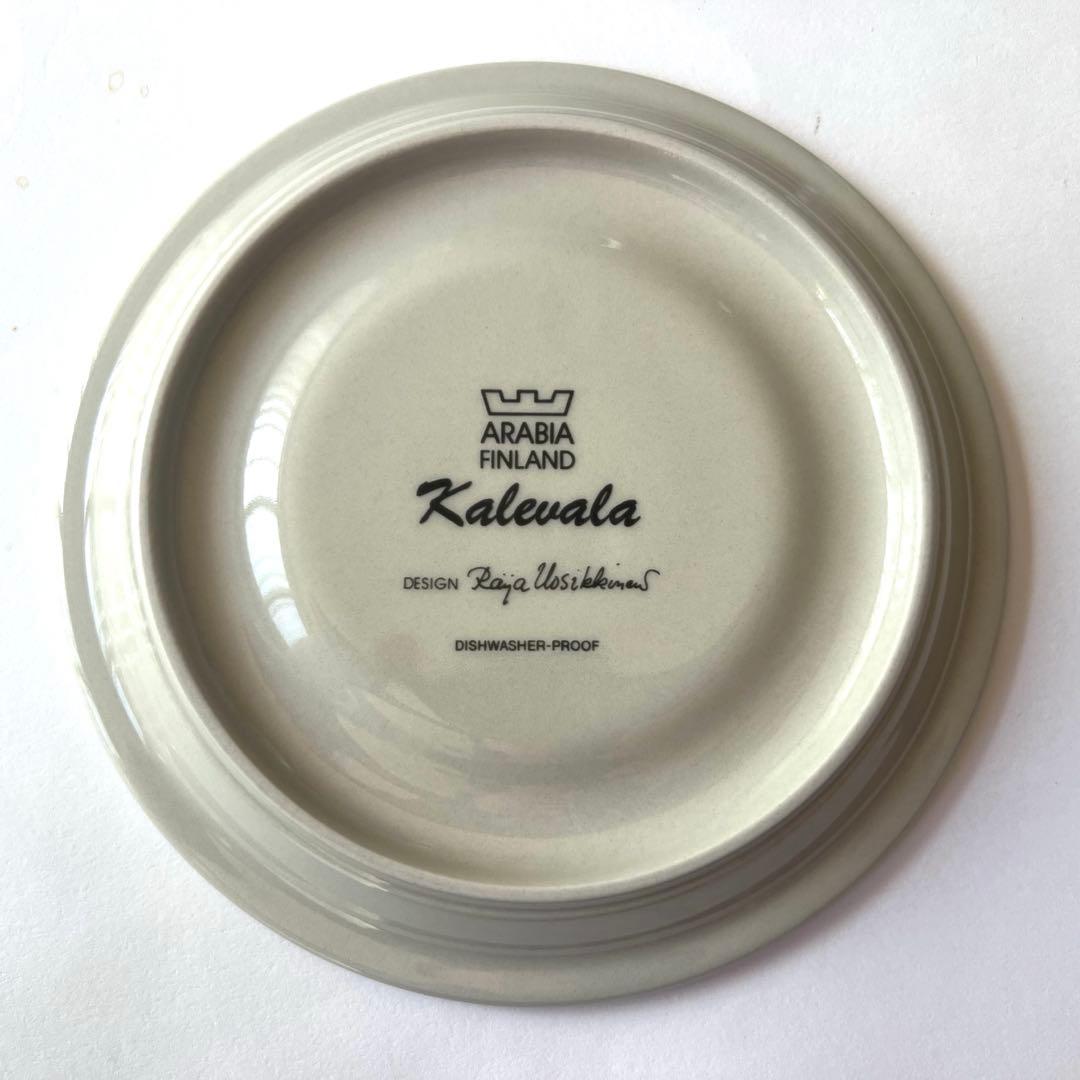 ARABIA
FINLAND
Kalevala
DESIGN Raija Uosikkinen
DISHWASHER-PROOF